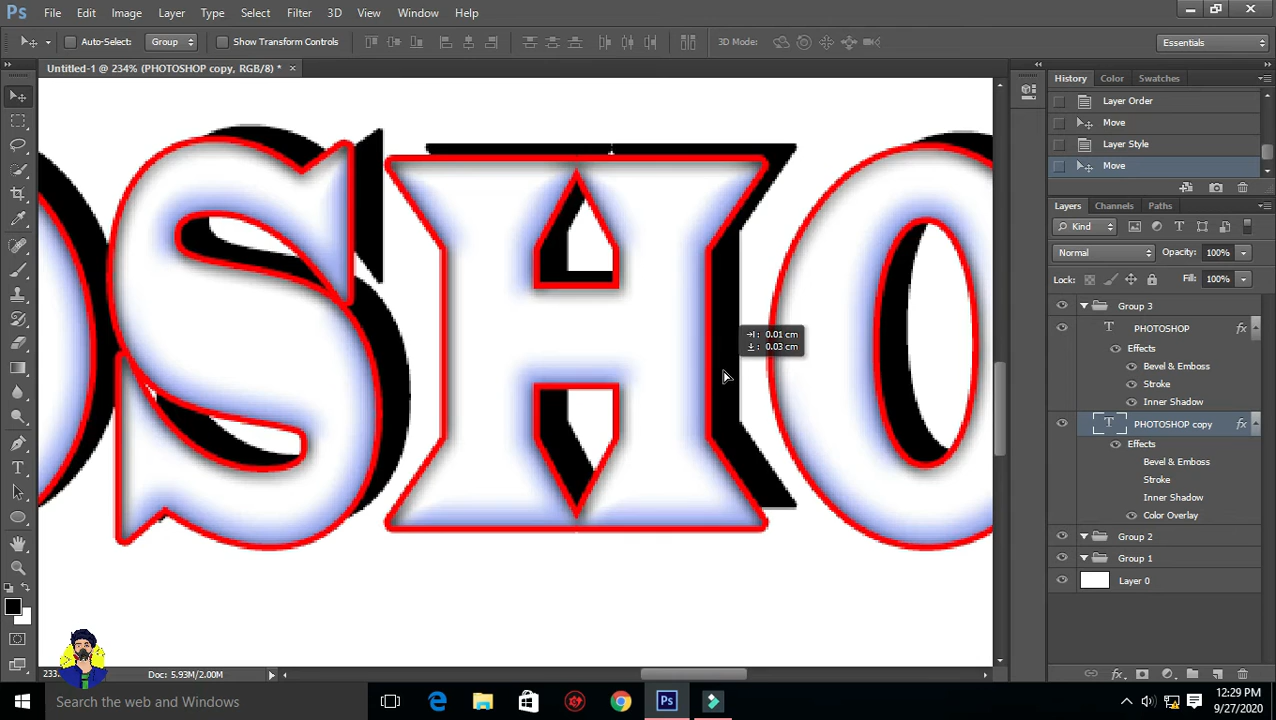 Ps File Edit Image Layer Type Select Filter 3D View Window Help
Auto-Select: Group Show Transform Controls 3D Mode: Essentials
Untitled-1 @ 234% (PHOTOSHOP copy, RGB/8) * ×
History Color Swatches
Layer Order
Move
Layer Style
Move
Layers Channels Paths
Kind
Normal Opacity: 100%
Lock: Fill: 100%
Group 3
T PHOTOSHOP fx
Effects
Bevel & Emboss
Stroke
Inner Shadow
T PHOTOSHOP copy fx
Effects
Bevel & Emboss
Stroke
Inner Shadow
Color Overlay
Group 2
Group 1
Layer 0
SHO
0.01 cm
0.03 cm
Doc: 5.93M/2.00M
Search the web and Windows
Ps
12:29 PM
9/27/2020